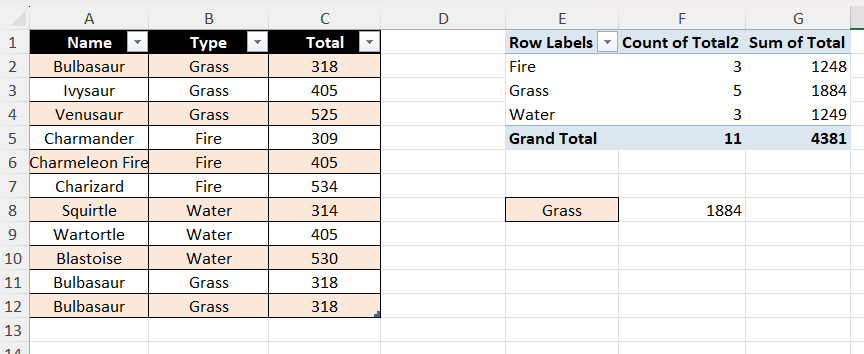 A B C D E F G
1 Name Type Total Row Labels Count of Total2 Sum of Total
2 Bulbasaur Grass 318 Fire 3 1248
3 Ivysaur Grass 405 Grass 5 1884
4 Venusaur Grass 525 Water 3 1249
5 Charmander Fire 309 Grand Total 11 4381
6 Charmeleon Fire Fire 405
7 Charizard Fire 534
8 Squirtle Water 314 Grass 1884
9 Wartortle Water 405
10 Blastoise Water 530
11 Bulbasaur Grass 318
12 Bulbasaur Grass 318
13
14